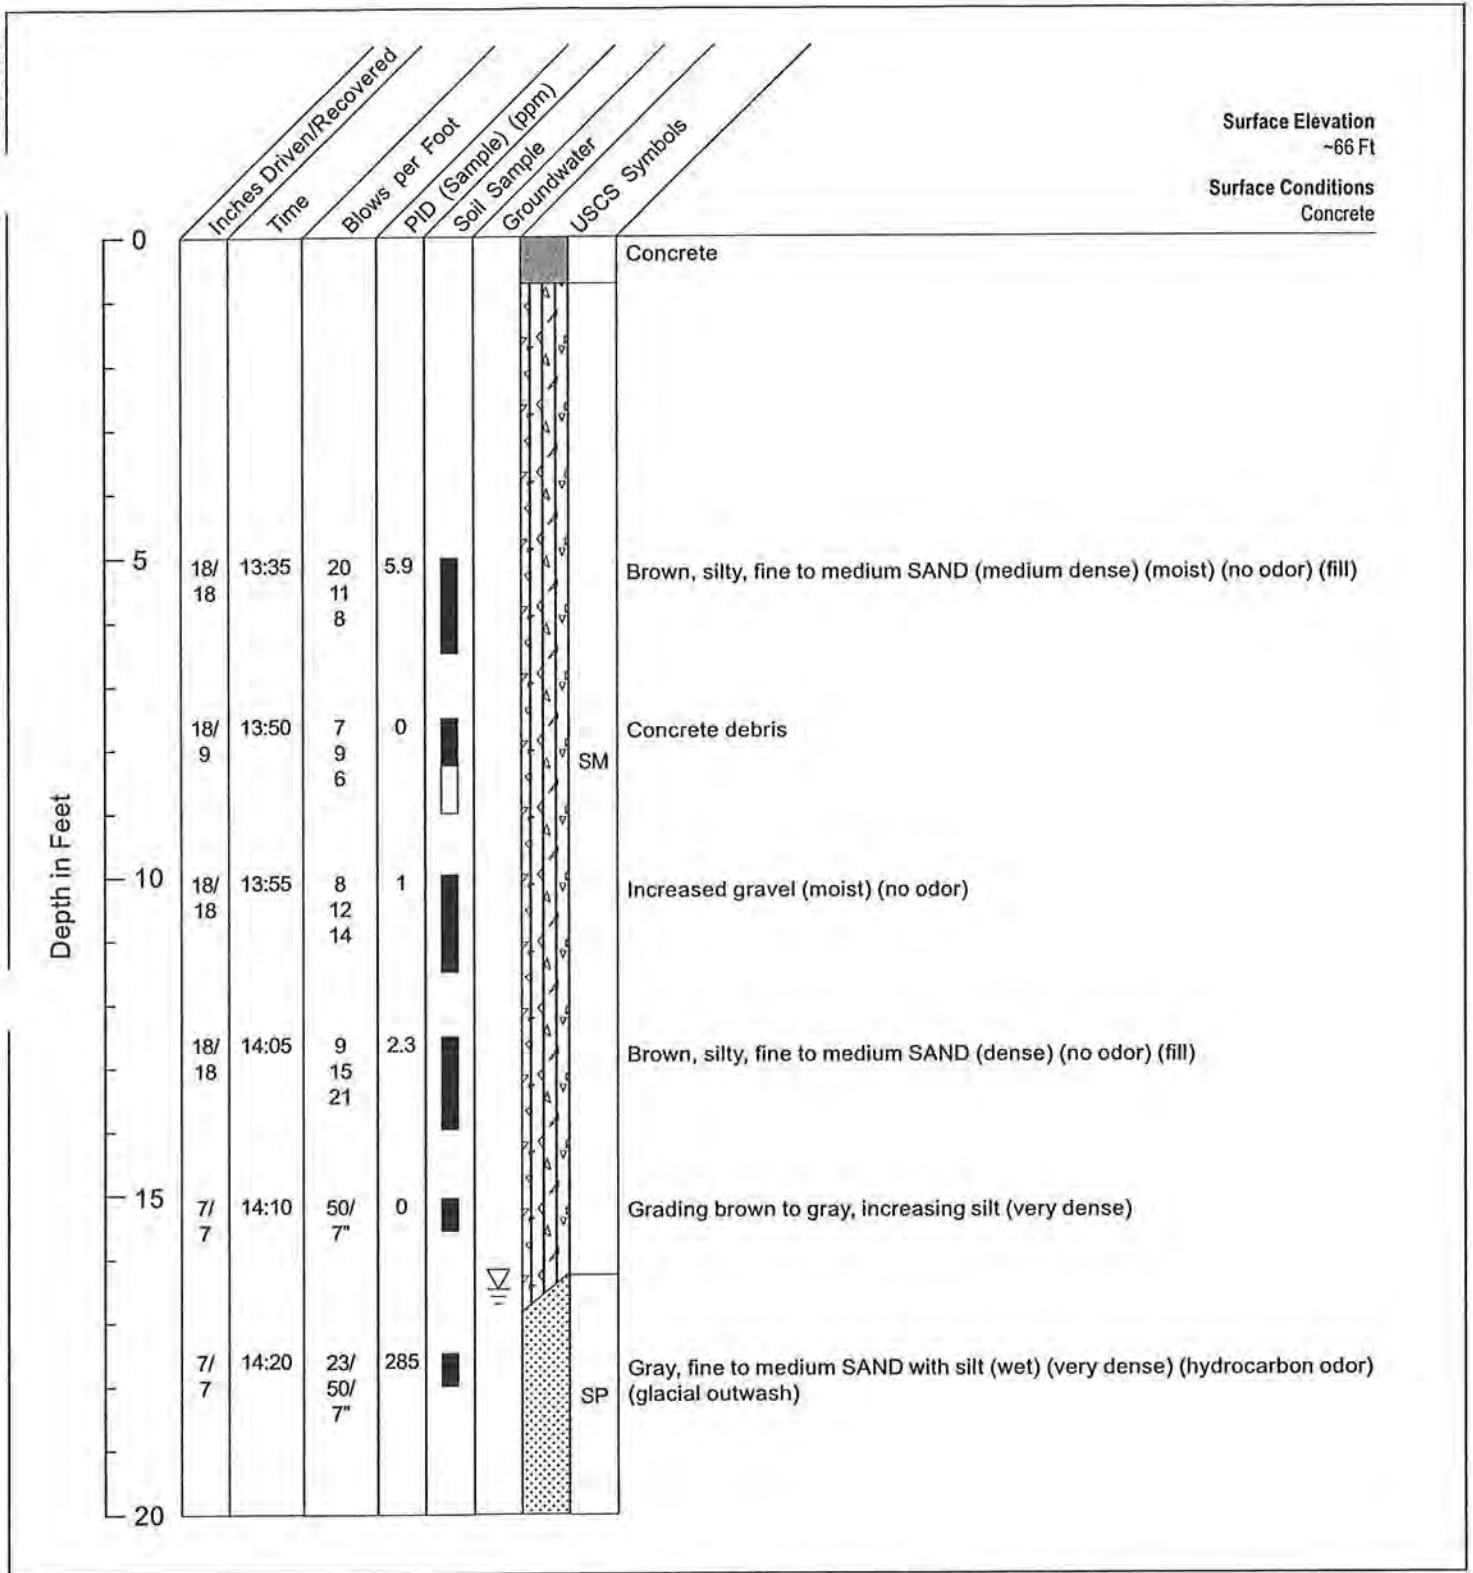 Inches Driven/Recovered
Time
Blows per Foot
PID (Sample) (ppm)
Soil Sample
Groundwater
USCS Symbols
Surface Elevation
~66 Ft
Surface Conditions
Concrete
Depth in Feet
0
Concrete
5
18/ 13:35 20 5.9 Brown, silty, fine to medium SAND (medium dense) (moist) (no odor) (fill)
18 11
8
18/ 13:50 7 0 Concrete debris
9 9
6
SM
10
18/ 13:55 8 1 Increased gravel (moist) (no odor)
18 12
14
18/ 14:05 9 2.3 Brown, silty, fine to medium SAND (dense) (no odor) (fill)
18 15
21
15
7/ 14:10 50/ 0 Grading brown to gray, increasing silt (very dense)
7 7"
7/ 14:20 23/ 285 Gray, fine to medium SAND with silt (wet) (very dense) (hydrocarbon odor)
7 50/ SP (glacial outwash)
7"
20